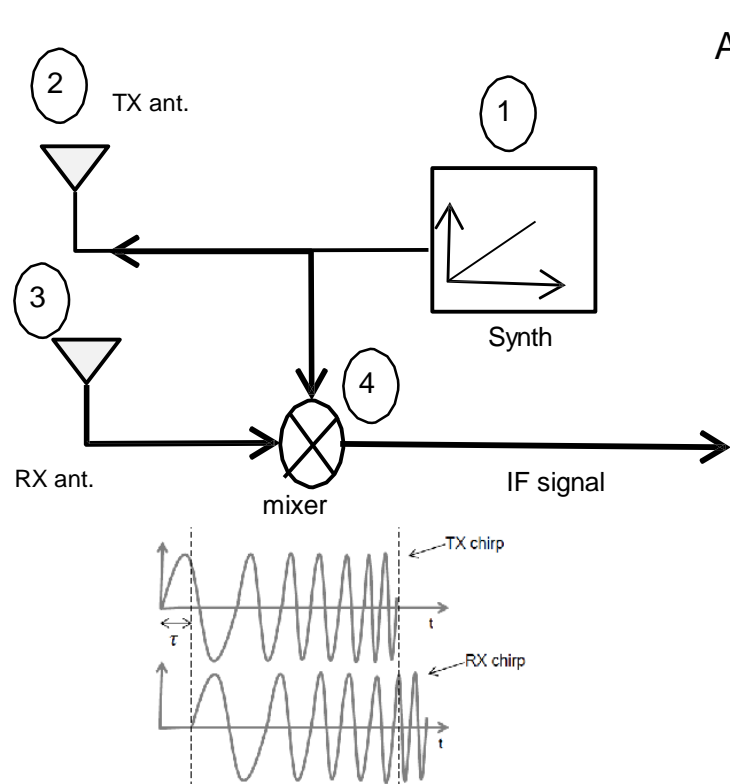 A
2
TX ant.
1
3
Synth
4
RX ant.
IF signal
mixer
TX chirp
t
τ
RX chirp
t